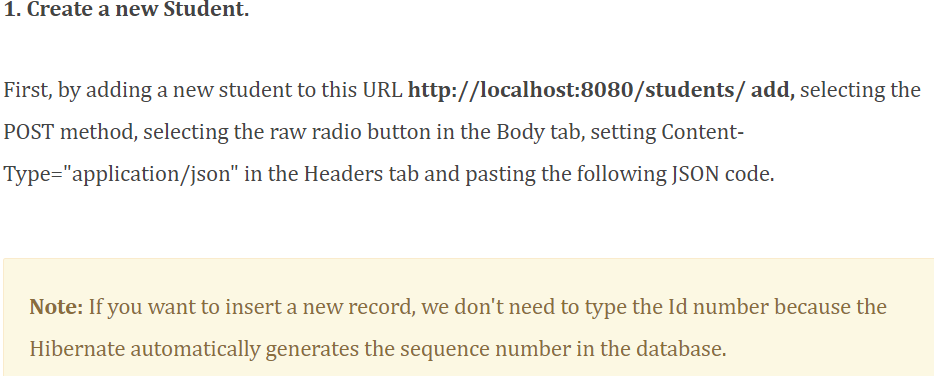 1. Create a new Student.
First, by adding a new student to this URL http://localhost:8080/students/ add, selecting the
POST method, selecting the raw radio button in the Body tab, setting Content-
Type="application/json" in the Headers tab and pasting the following JSON code.
Note: If you want to insert a new record, we don't need to type the Id number because the
Hibernate automatically generates the sequence number in the database.